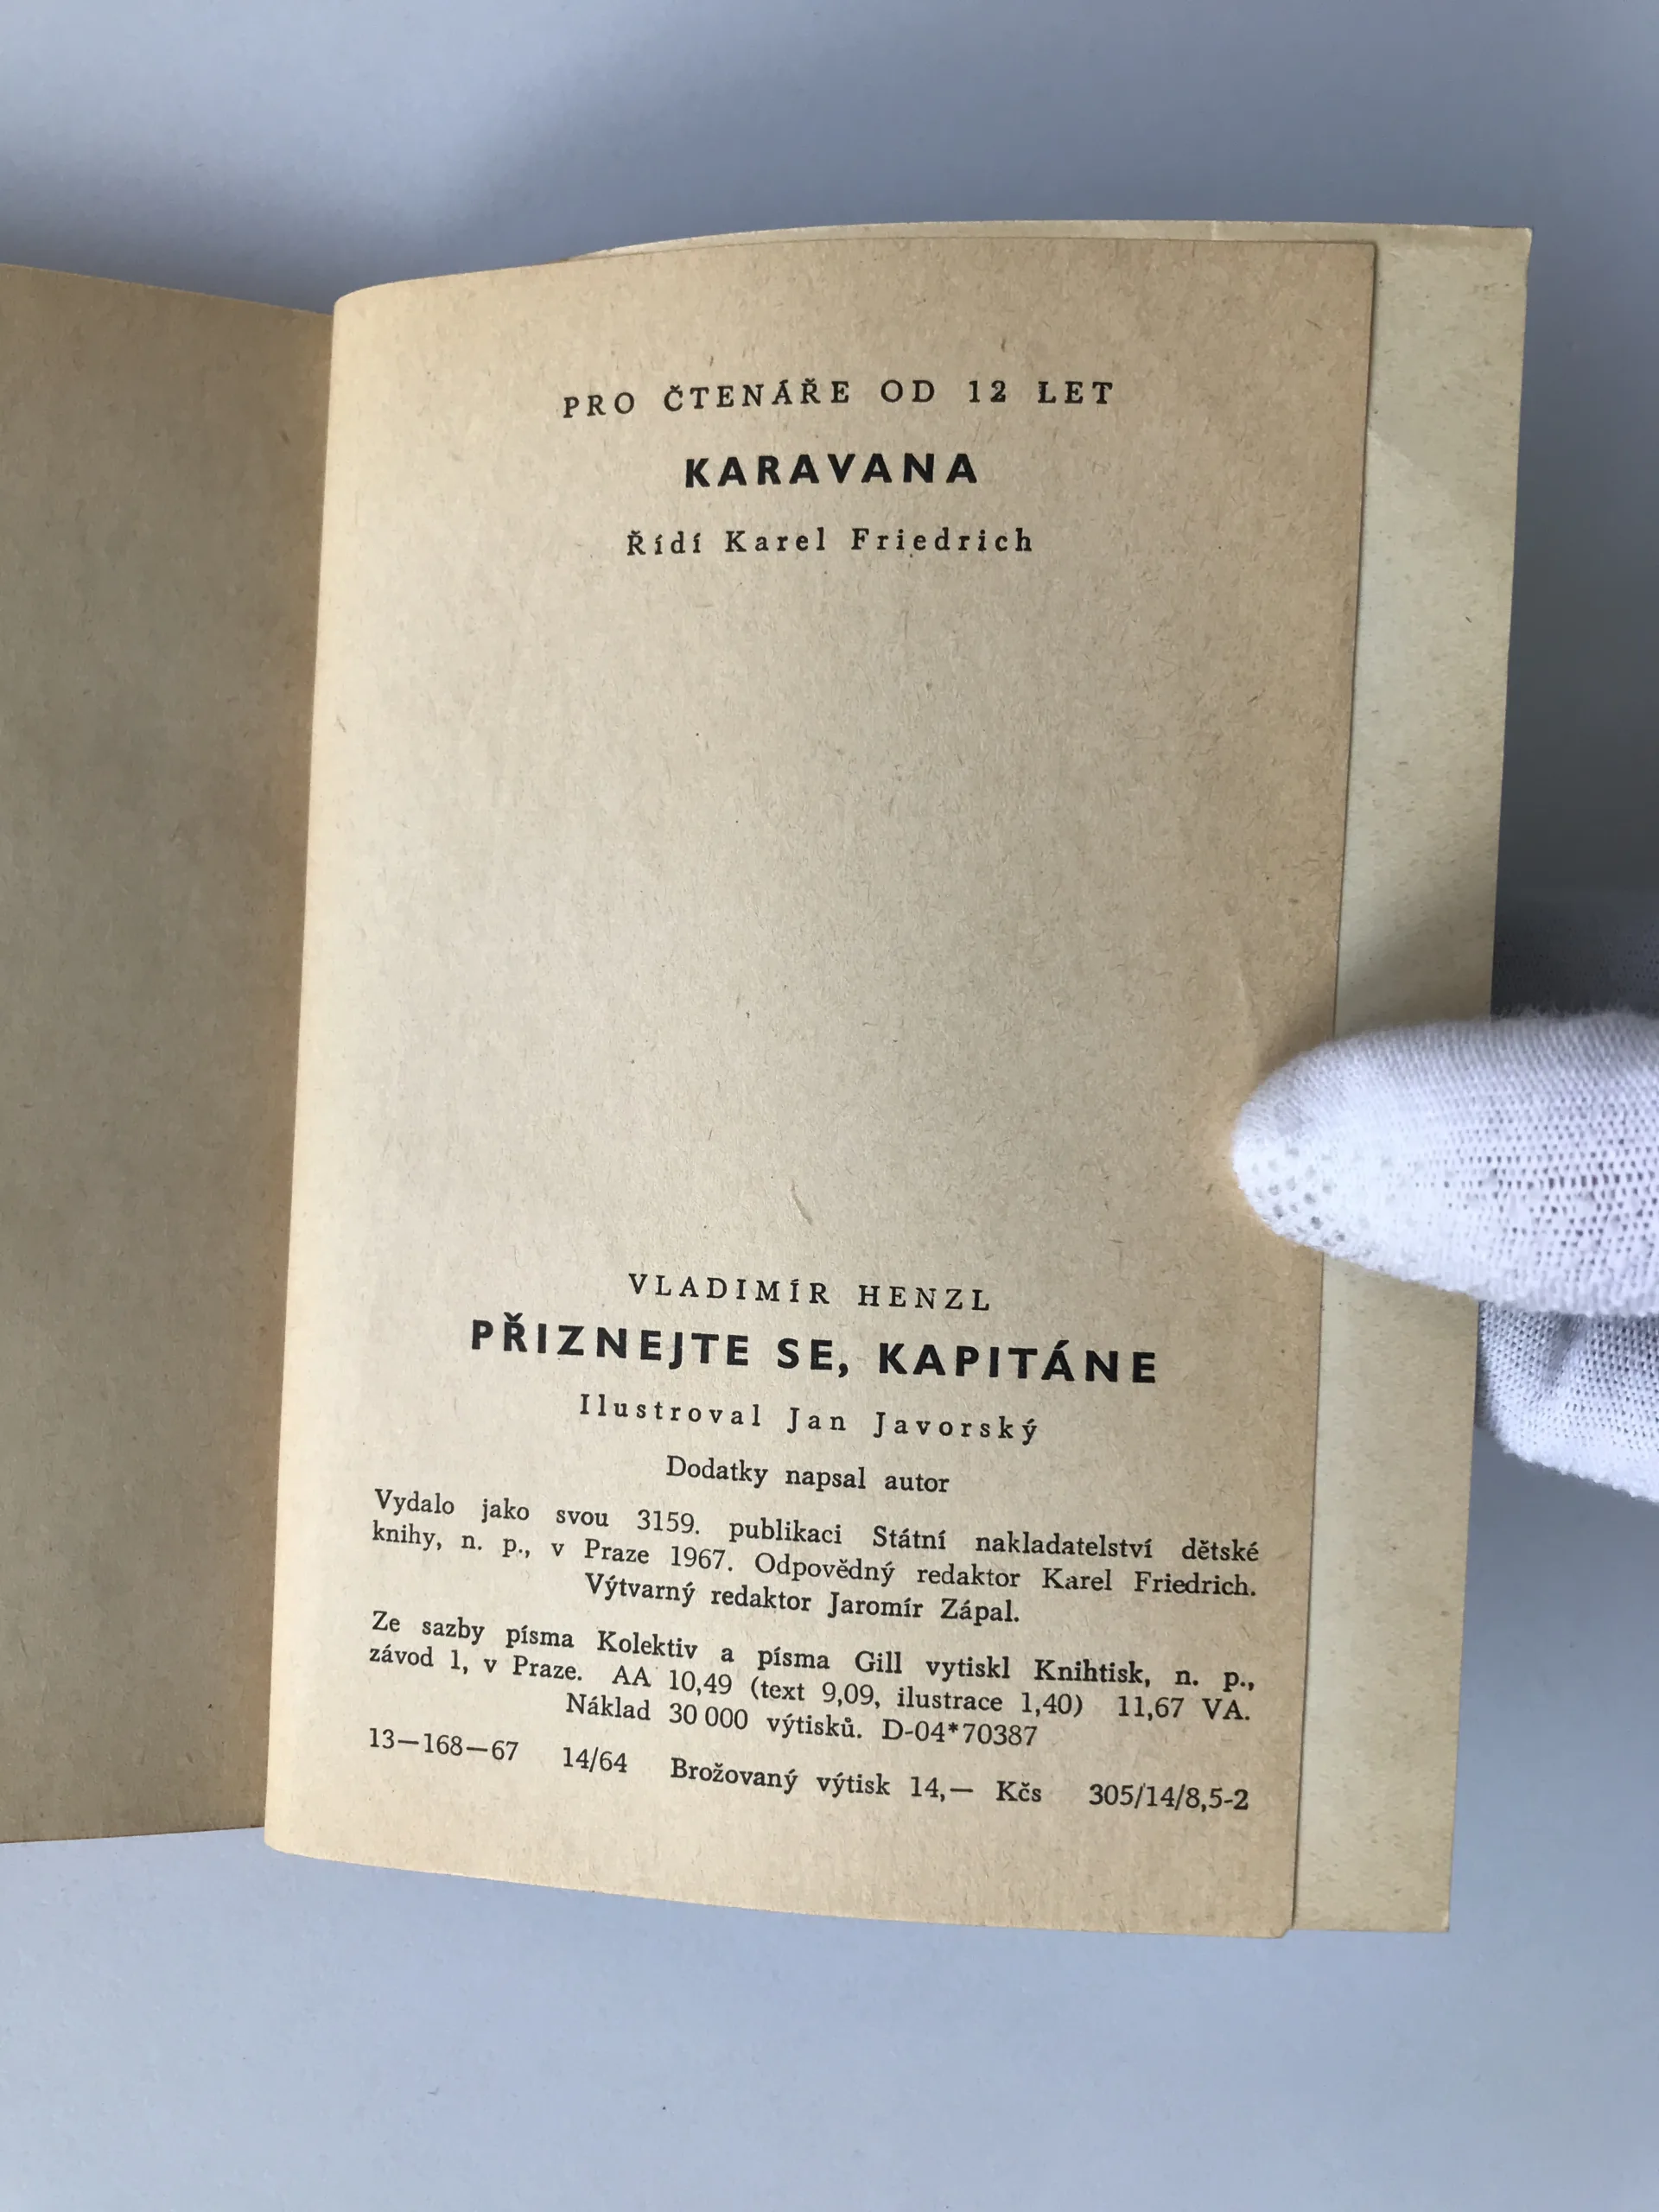 PRO ČTENÁŘE OD 12 LET
KARAVANA
Řídí Karel Friedrich
VLADIMÍR HENZL
PŘIZNEJTE SE, KAPITÁNE
Ilustroval Jan Javorský
Dodatky napsal autor
Vydalo jako svou 3159. publikaci Státní nakladatelství dětské
knihy, n. p., v Praze 1967. Odpovědný redaktor Karel Friedrich.
Výtvarný redaktor Jaromír Zápal.
Ze sazby písma Kolektiv a písma Gill vytiskl Knihtisk, n. p.,
závod 1, v Praze. AA 10,49 (text 9,09, ilustrace 1,40) 11,67 VA.
Náklad 30 000 výtisků. D-04*70387
13—168—67 14/64 Brožovaný výtisk 14,— Kčs 305/14/8,5-2